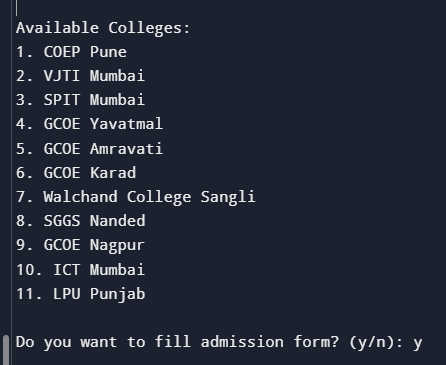 Available Colleges:
1. COEP Pune
2. VJTI Mumbai
3. SPIT Mumbai
4. GCOE Yavatmal
5. GCOE Amravati
6. GCOE Karad
7. Walchand College Sangli
8. SGGS Nanded
9. GCOE Nagpur
10. ICT Mumbai
11. LPU Punjab
Do you want to fill admission form? (y/n): y